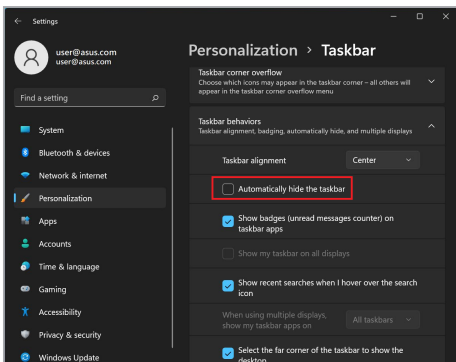 Settings
user@asus.com
user@asus.com
Find a setting
System
Bluetooth & devices
Network & internet
Personalization
Apps
Accounts
Time & language
Gaming
Accessibility
Privacy & security
Windows Update
Personalization > Taskbar
Taskbar corner overflow
Choose which icons may appear in the taskbar corner – all others will
appear in the taskbar corner overflow menu
Taskbar behaviors
Taskbar alignment, badging, automatically hide, and multiple displays
Taskbar alignment
Center
Automatically hide the taskbar
Show badges (unread messages counter) on
taskbar apps
Show my taskbar on all displays
Show recent searches when I hover over the search
icon
When using multiple displays,
show my taskbar apps on
All taskbars
Select the far corner of the taskbar to show the
desktop